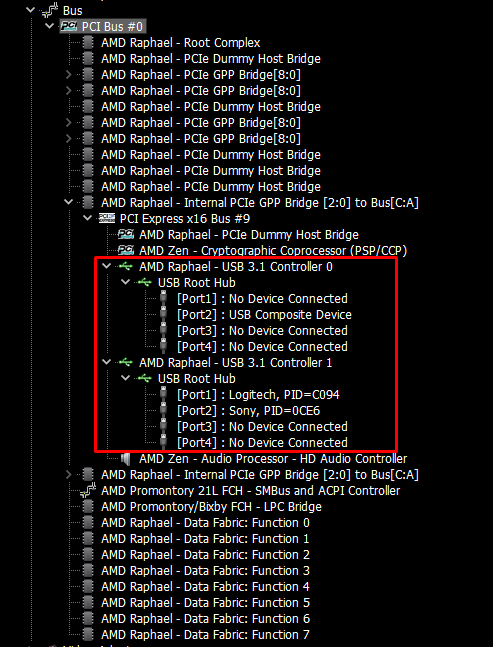 Bus
PCI PCI Bus #0
AMD Raphael - Root Complex
AMD Raphael - PCIe Dummy Host Bridge
AMD Raphael - PCIe GPP Bridge[8:0]
AMD Raphael - PCIe GPP Bridge[8:0]
AMD Raphael - PCIe Dummy Host Bridge
AMD Raphael - PCIe GPP Bridge[8:0]
AMD Raphael - PCIe GPP Bridge[8:0]
AMD Raphael - PCIe Dummy Host Bridge
AMD Raphael - PCIe Dummy Host Bridge
AMD Raphael - PCIe Dummy Host Bridge
AMD Raphael - Internal PCIe GPP Bridge [2:0] to Bus[C:A]
PCI EXPRESS PCI Express x16 Bus #9
PCI AMD Raphael - PCIe Dummy Host Bridge
PCI AMD Zen - Cryptographic Coprocessor (PSP/CCP)
AMD Raphael - USB 3.1 Controller 0
USB Root Hub
[Port1] : No Device Connected
[Port2] : USB Composite Device
[Port3] : No Device Connected
[Port4] : No Device Connected
AMD Raphael - USB 3.1 Controller 1
USB Root Hub
[Port1] : Logitech, PID=C094
[Port2] : Sony, PID=0CE6
[Port3] : No Device Connected
[Port4] : No Device Connected
AMD Zen - Audio Processor - HD Audio Controller
AMD Raphael - Internal PCIe GPP Bridge [2:0] to Bus[C:A]
AMD Promontory 21L FCH - SMBus and ACPI Controller
AMD Promontory/Bixby FCH - LPC Bridge
AMD Raphael - Data Fabric: Function 0
AMD Raphael - Data Fabric: Function 1
AMD Raphael - Data Fabric: Function 2
AMD Raphael - Data Fabric: Function 3
AMD Raphael - Data Fabric: Function 4
AMD Raphael - Data Fabric: Function 5
AMD Raphael - Data Fabric: Function 6
AMD Raphael - Data Fabric: Function 7